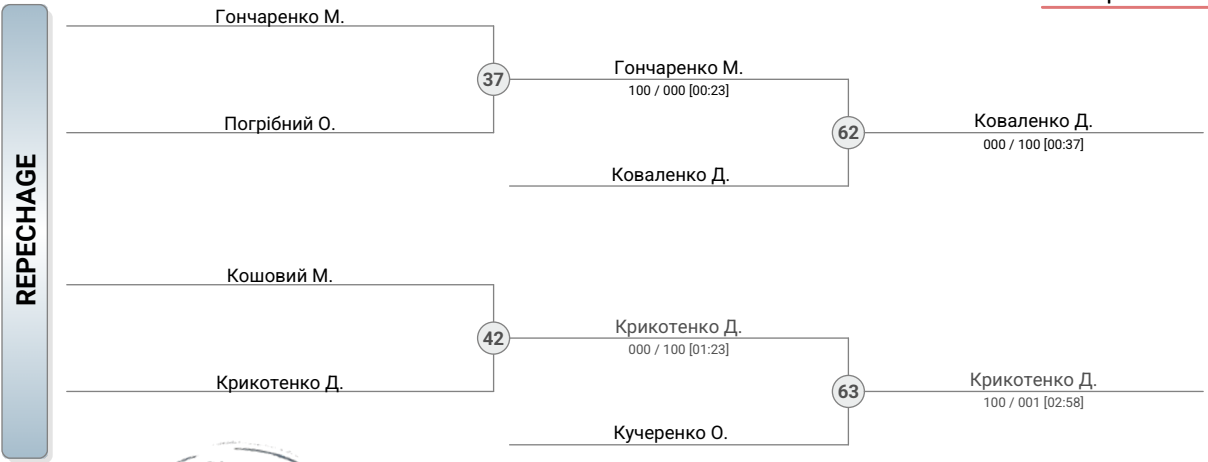 REPECHAGE
Гончаренко М.
Погрібний О.
37
Гончаренко М.
100 / 000 [00:23]
Коваленко Д.
62
Коваленко Д.
000 / 100 [00:37]
Кошовий М.
Крикотенко Д.
42
Крикотенко Д.
000 / 100 [01:23]
Кучеренко О.
63
Крикотенко Д.
100 / 001 [02:58]